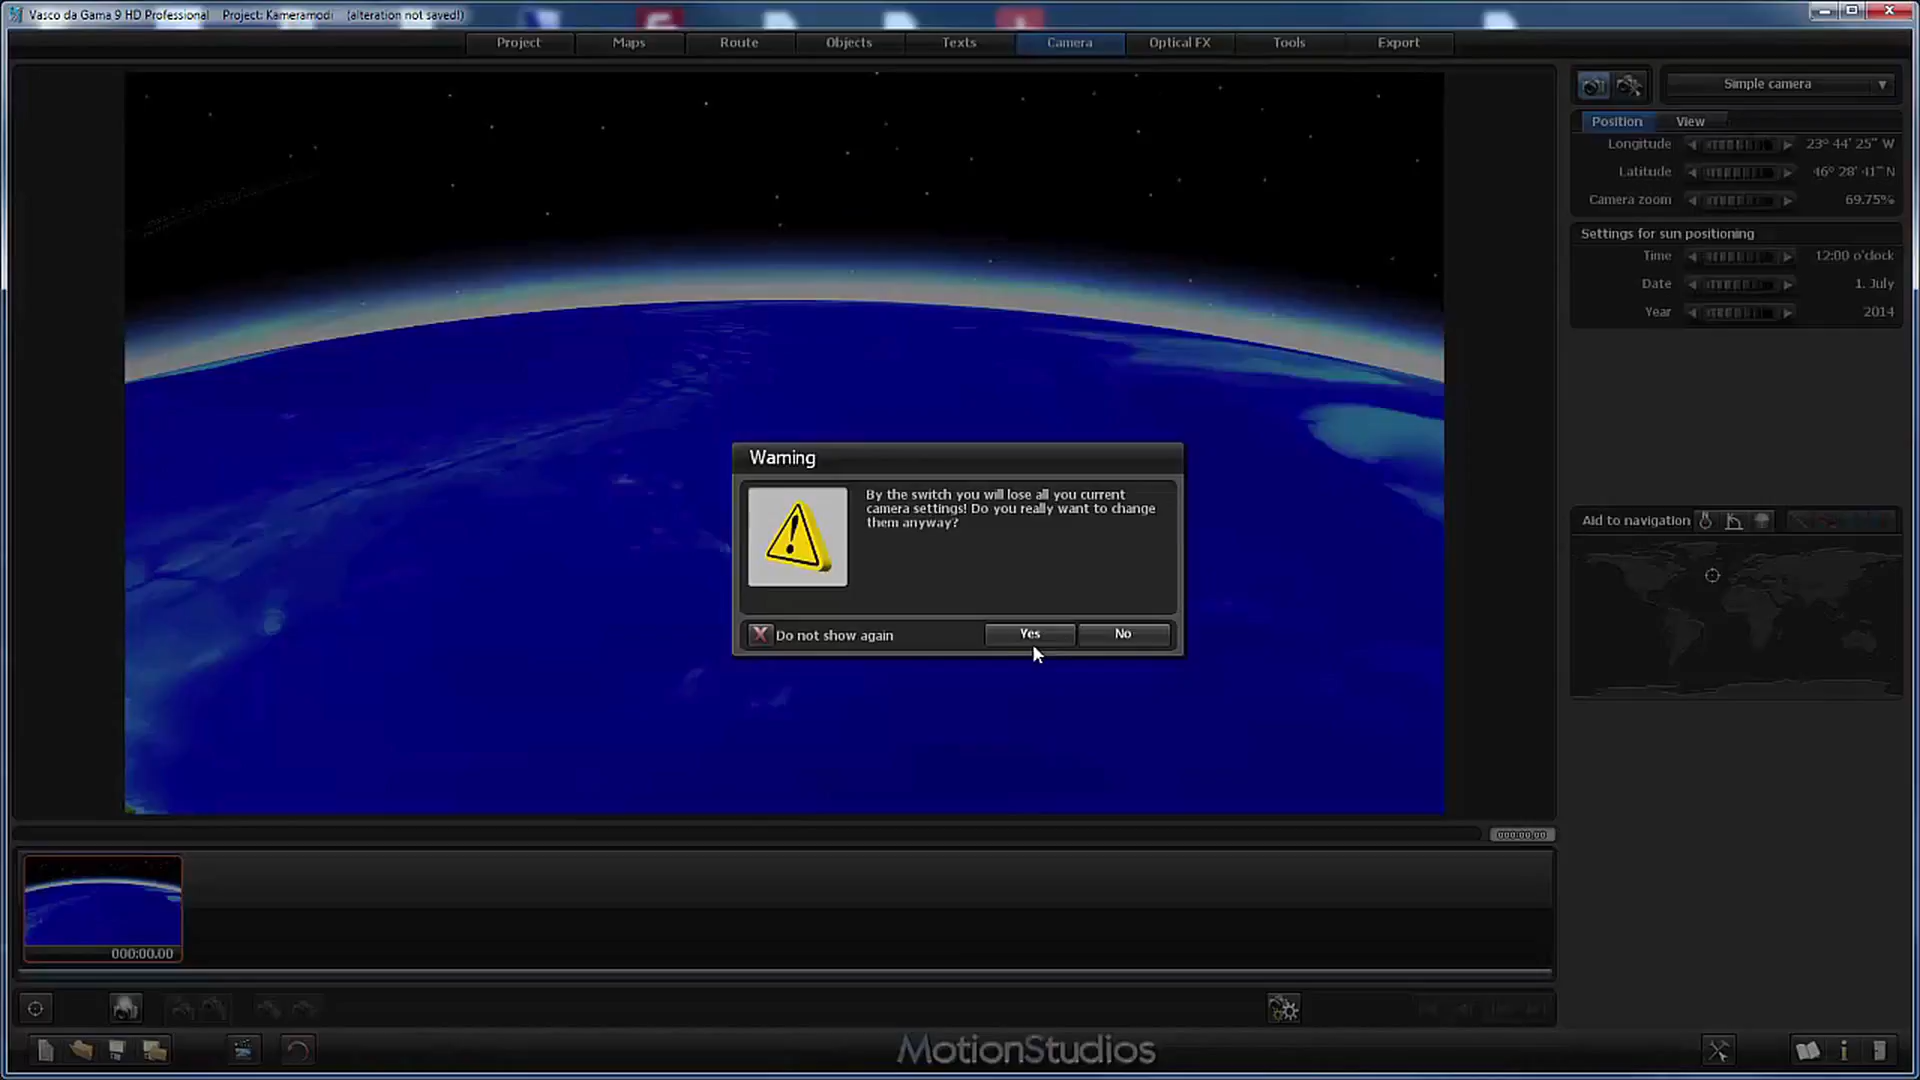 Vasco da Gama 9 HD Professional Project: Kameramodi (alteration not saved!)
Project Maps Route Objects Texts Camera Optical FX Tools Export
Simple camera
Position View
Longitude 23° 44' 25" W
Latitude 46° 28' 41" N
Camera zoom 69.75%
Settings for sun positioning
Time 12:00 o'clock
Date 1. July
Year 2014
Warning
By the switch you will lose all you current
camera settings! Do you really want to change
them anyway?
Do not show again Yes No
Aid to navigation
000:00.00
000:00.00
MotionStudios